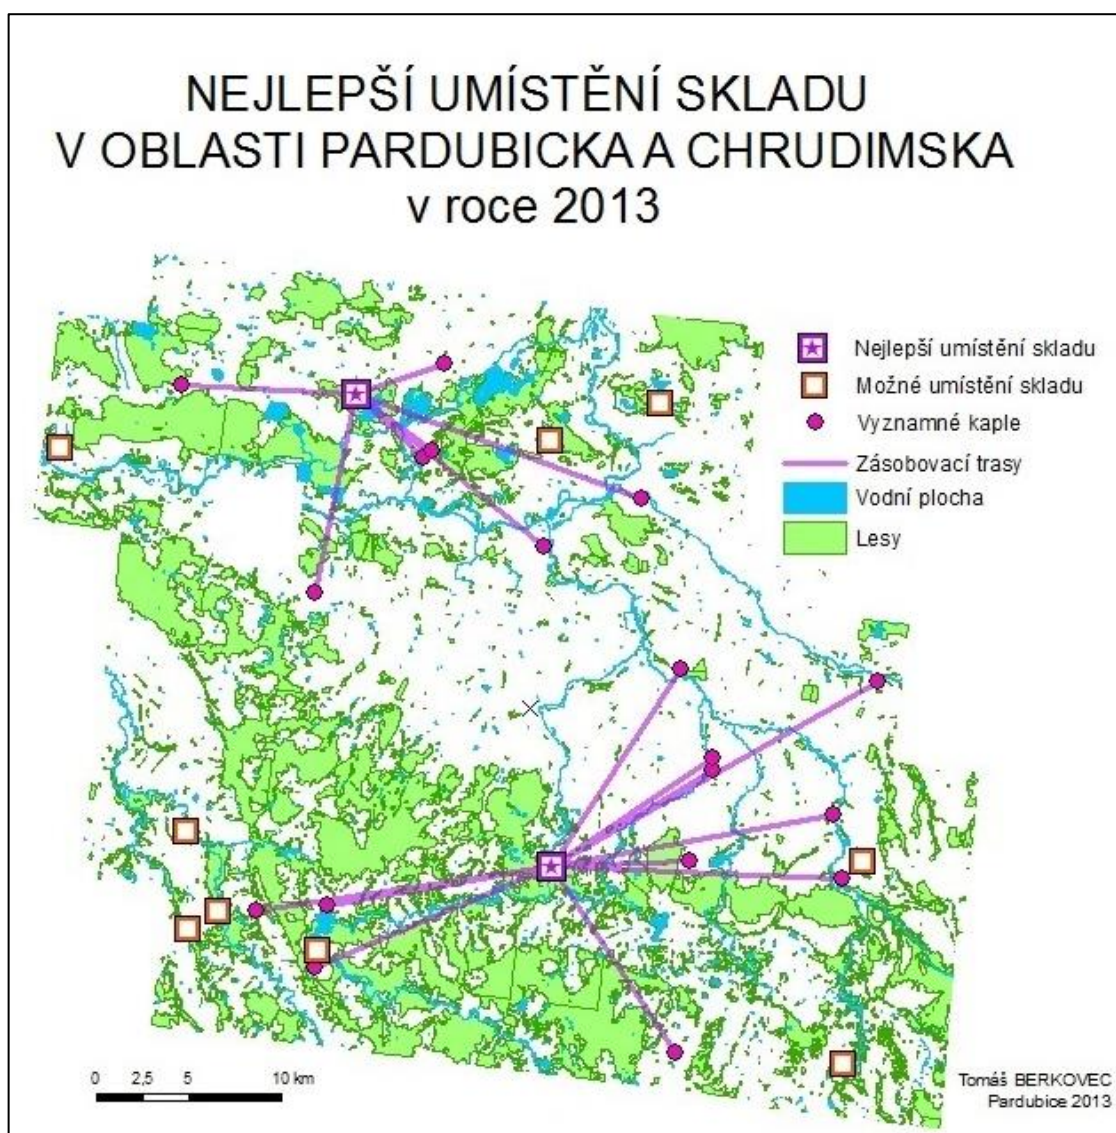 NEJLEPŠÍ UMÍSTĚNÍ SKLADU
V OBLASTI PARDUBICKA A CHRUDIMSKA
v roce 2013
Nejlepší umístění skladu
Možné umístění skladu
Vyznamné kaple
Zásobovací trasy
Vodní plocha
Lesy
0 2,5 5 10 km
Tomáš BERKOVEC
Pardubice 2013